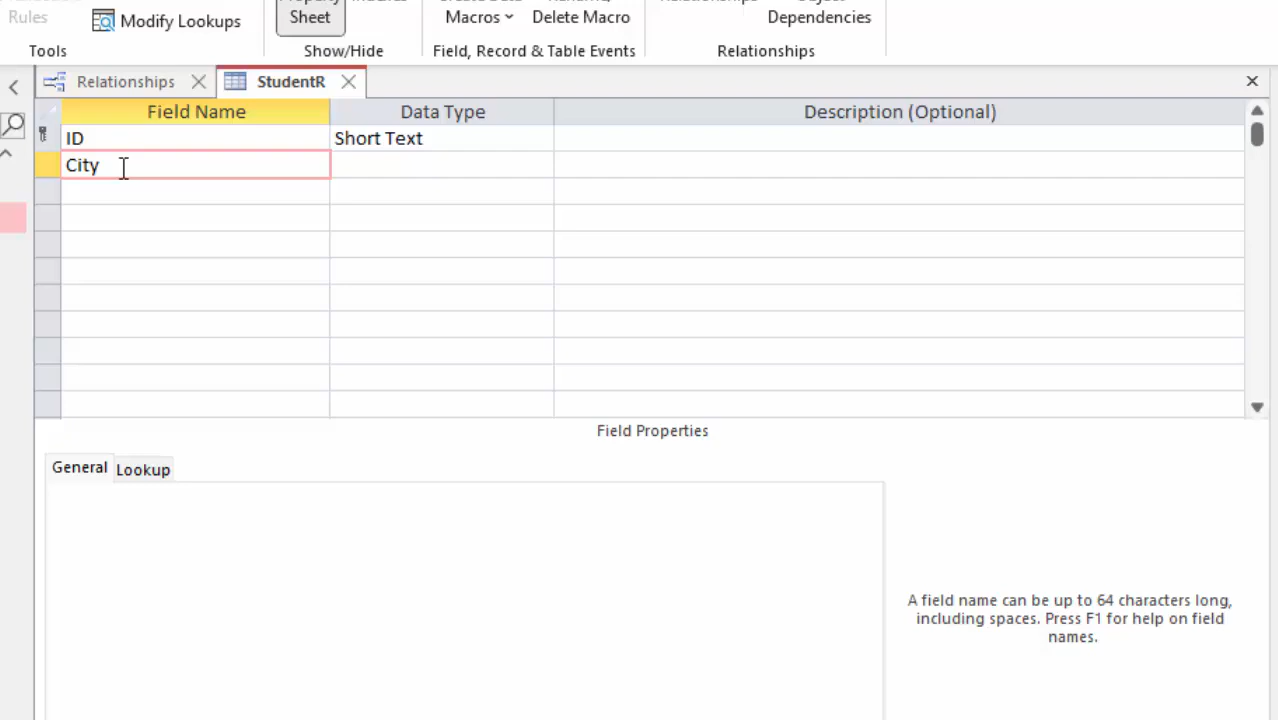 Rules
Modify Lookups
Sheet
Macros
Delete Macro
Dependencies
Tools
Show/Hide
Field, Record & Table Events
Relationships
Relationships
StudentR
Field Name
Data Type
Description (Optional)
ID
Short Text
City
Field Properties
General
Lookup
A field name can be up to 64 characters long,
including spaces. Press F1 for help on field
names.